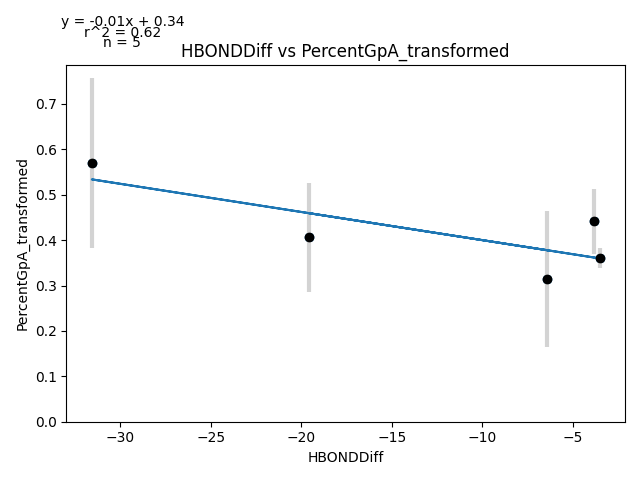 y = -0.01x + 0.34
r^2 = 0.62
n = 5
HBONDDiff vs PercentGpA_transformed
PercentGpA_transformed
0.7
0.6
0.5
0.4
0.3
0.2
0.1
0.0
−30
−25
−20
−15
−10
−5
HBONDDiff